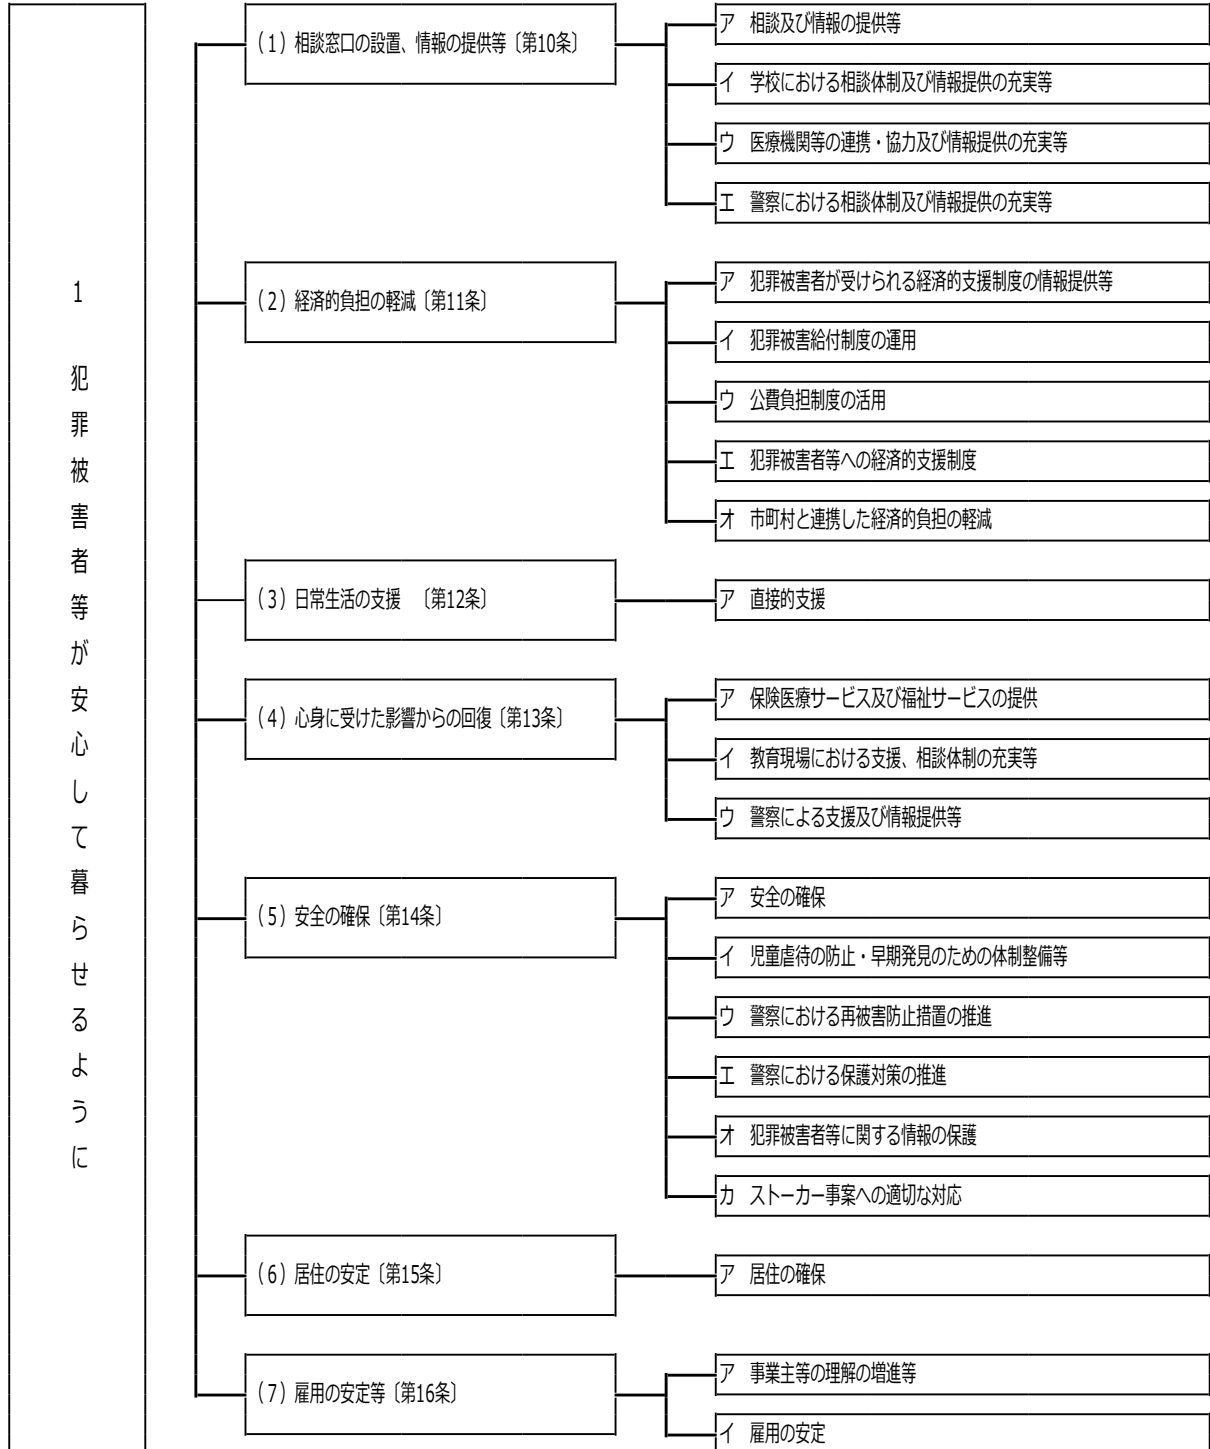 1 犯罪被害者等が安心して暮らせるように
(1) 相談窓口の設置、情報の提供等〔第10条〕
ア 相談及び情報の提供等
イ 学校における相談体制及び情報提供の充実等
ウ 医療機関等の連携・協力及び情報提供の充実等
エ 警察における相談体制及び情報提供の充実等
(2) 経済的負担の軽減〔第11条〕
ア 犯罪被害者が受けられる経済的支援制度の情報提供等
イ 犯罪被害給付制度の運用
ウ 公費負担制度の活用
エ 犯罪被害者等への経済的支援制度
オ 市町村と連携した経済的負担の軽減
(3) 日常生活の支援 〔第12条〕
ア 直接的支援
(4) 心身に受けた影響からの回復〔第13条〕
ア 保険医療サービス及び福祉サービスの提供
イ 教育現場における支援、相談体制の充実等
ウ 警察による支援及び情報提供等
(5) 安全の確保〔第14条〕
ア 安全の確保
イ 児童虐待の防止・早期発見のための体制整備等
ウ 警察における再被害防止措置の推進
エ 警察における保護対策の推進
オ 犯罪被害者等に関する情報の保護
カ ストーカー事案への適切な対応
(6) 居住の安定〔第15条〕
ア 居住の確保
(7) 雇用の安定等〔第16条〕
ア 事業主等の理解の増進等
イ 雇用の安定